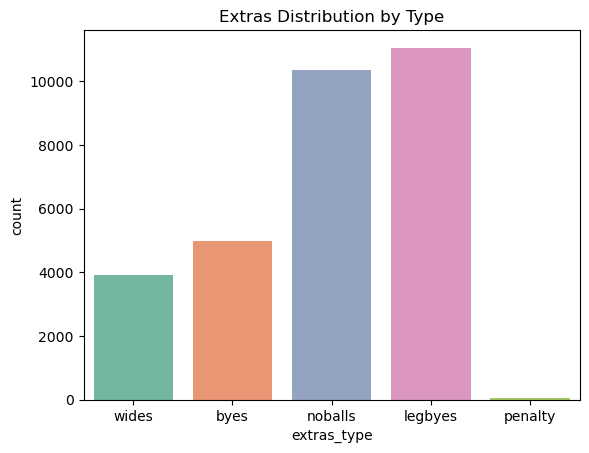 Extras Distribution by Type
count
10000
8000
6000
4000
2000
0
wides byes noballs legbyes penalty
extras_type